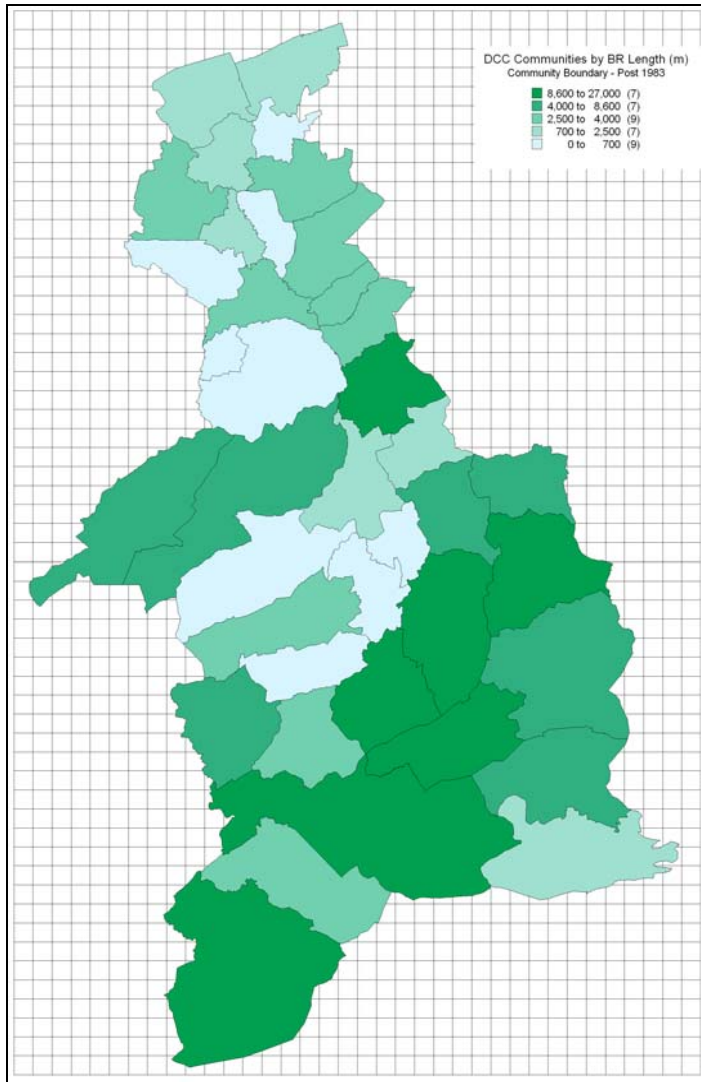 DCC Communities by BR Length (m)
Community Boundary - Post 1983
8,600 to 27,000 (7)
4,000 to 8,600 (7)
2,500 to 4,000 (9)
700 to 2,500 (7)
0 to 700 (9)